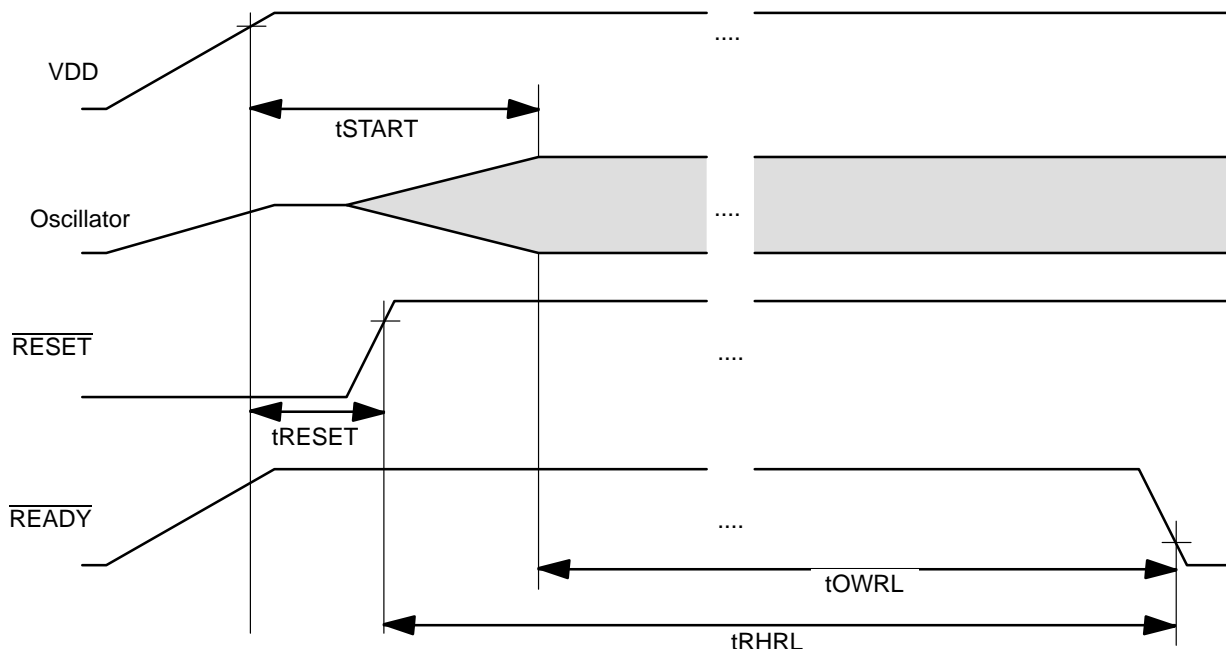 ....
VDD
tSTART
Oscillator
....
RESET
....
tRESET
READY
....
tOWRL
tRHRL